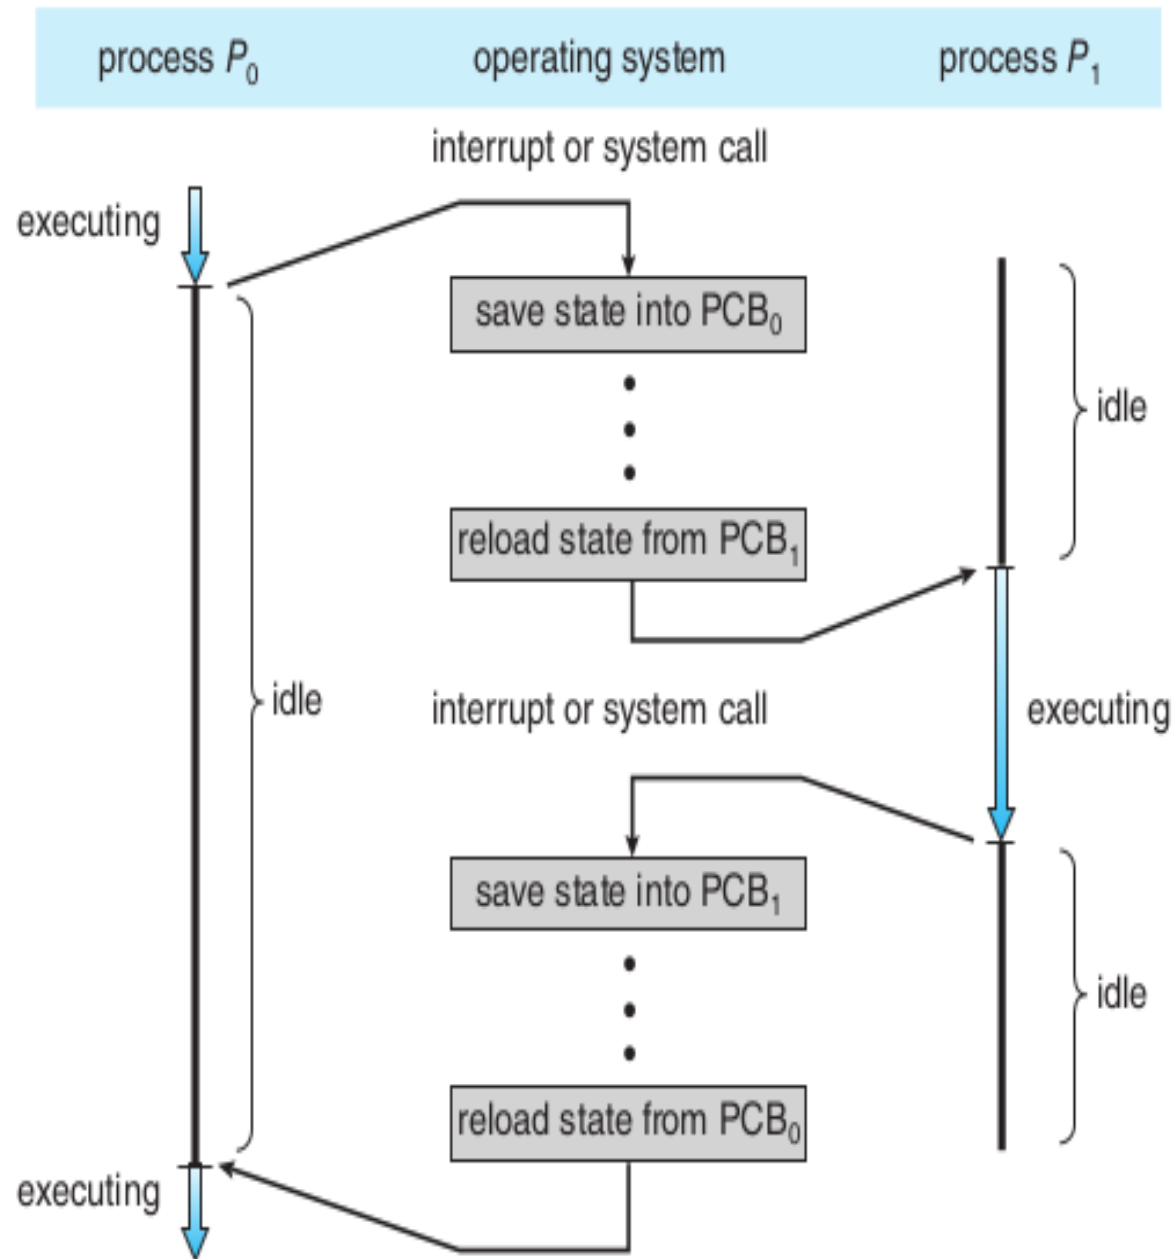 process P₀ operating system process P₁
interrupt or system call
executing
save state into PCB₀
idle
reload state from PCB₁
idle
interrupt or system call
executing
save state into PCB₁
idle
reload state from PCB₀
executing